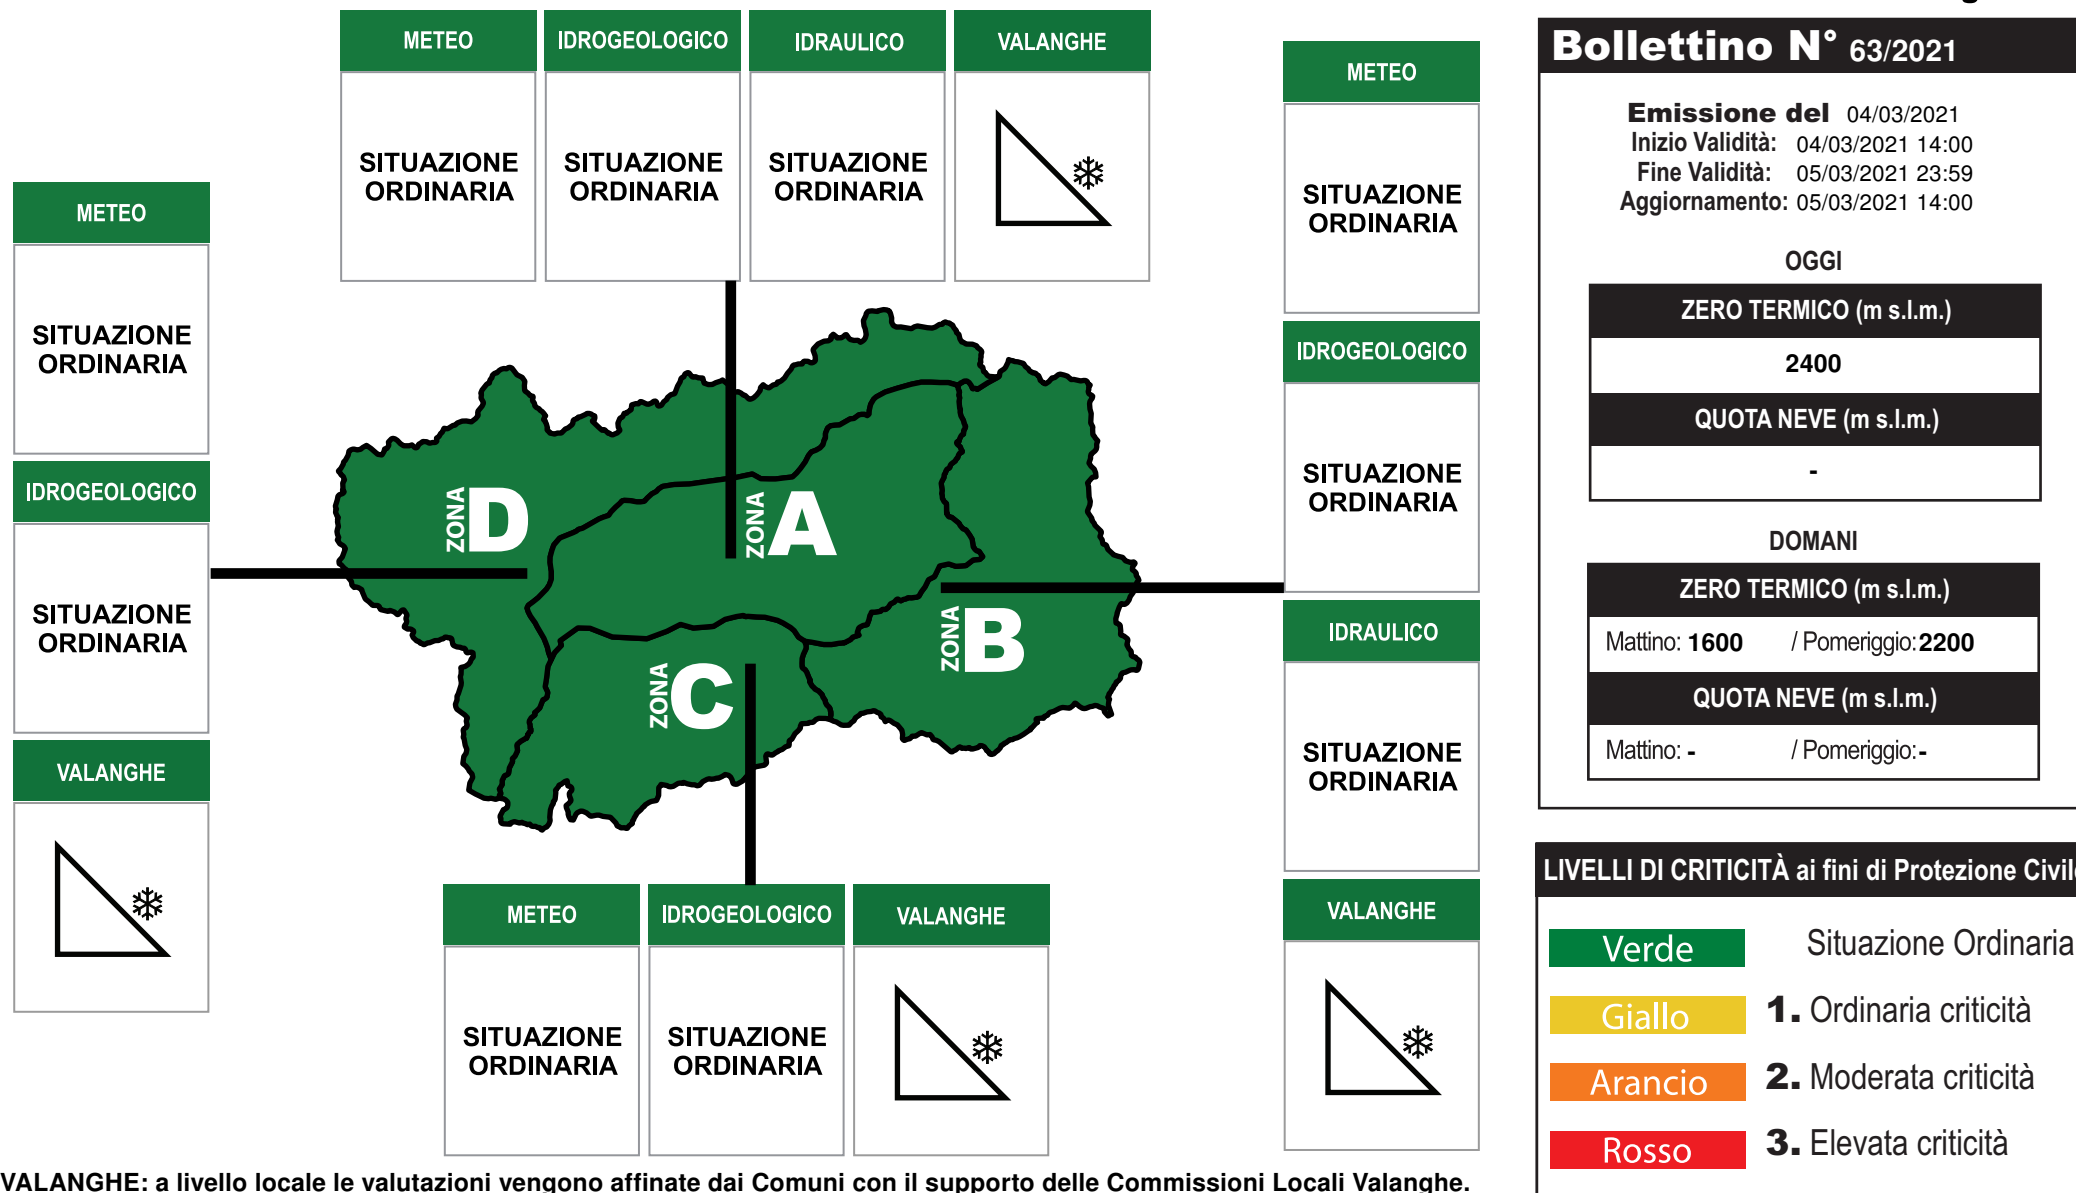 METEO
IDROGEOLOGICO
IDRAULICO
VALANGHE
SITUAZIONE
ORDINARIA
SITUAZIONE
ORDINARIA
SITUAZIONE
ORDINARIA
METEO
SITUAZIONE
ORDINARIA
IDROGEOLOGICO
SITUAZIONE
ORDINARIA
VALANGHE
METEO
SITUAZIONE
ORDINARIA
IDROGEOLOGICO
SITUAZIONE
ORDINARIA
IDRAULICO
SITUAZIONE
ORDINARIA
VALANGHE
ZONA D
ZONA A
ZONA B
ZONA C
METEO
IDROGEOLOGICO
VALANGHE
SITUAZIONE
ORDINARIA
SITUAZIONE
ORDINARIA
VALANGHE: a livello locale le valutazioni vengono affinate dai Comuni con il supporto delle Commissioni Locali Valanghe.
Bollettino N° 63/2021
Emissione del 04/03/2021
Inizio Validità: 04/03/2021 14:00
Fine Validità: 05/03/2021 23:59
Aggiornamento: 05/03/2021 14:00
OGGI
ZERO TERMICO (m s.l.m.)
2400
QUOTA NEVE (m s.l.m.)
-
DOMANI
ZERO TERMICO (m s.l.m.)
Mattino: 1600 / Pomeriggio: 2200
QUOTA NEVE (m s.l.m.)
Mattino: - / Pomeriggio: -
LIVELLI DI CRITICITÀ ai fini di Protezione Civile
Verde Situazione Ordinaria
Giallo 1. Ordinaria criticità
Arancio 2. Moderata criticità
Rosso 3. Elevata criticità